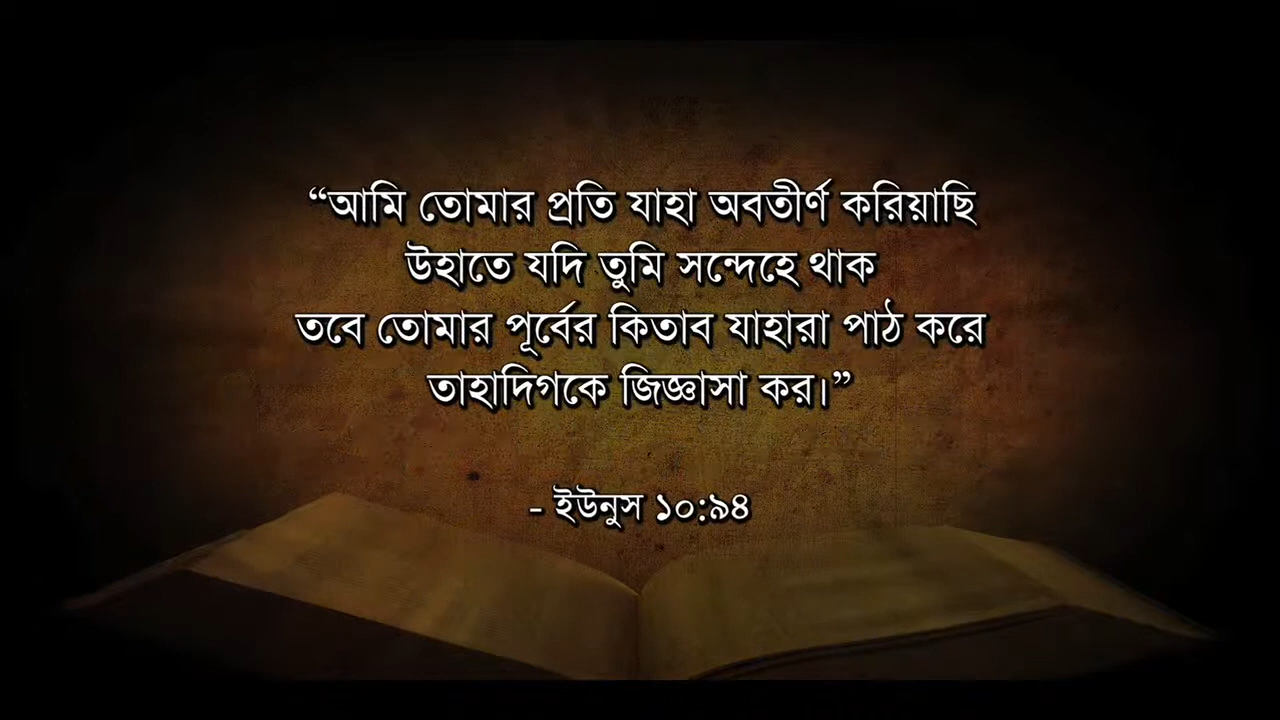 “আমি তোমার প্রতি যাহা অবতীর্ণ করিয়াছি
উহাতে যদি তুমি সন্দেহে থাক
তবে তোমার পূর্বের কিতাব যাহারা পাঠ করে
তাহাদিগকে জিজ্ঞাসা কর।”
- ইউনুস ১০:৯৪